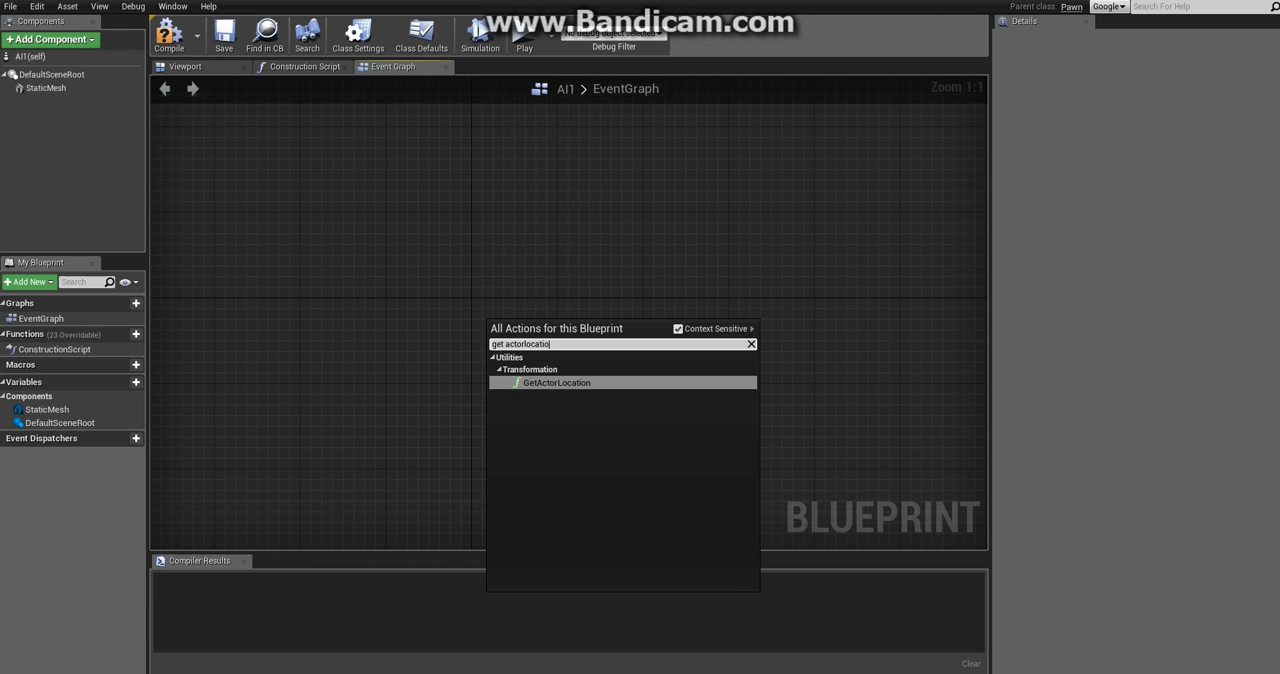 File Edit Asset View Debug Window Help
Parent class: Pawn Google Search For Help
www.Bandicam.com
Components
Details
Add Component
AI1(self)
DefaultSceneRoot
StaticMesh
Compile Save Find in CB Search Class Settings Class Defaults Simulation Play
No debug object selected
Debug Filter
Viewport Construction Script Event Graph
AI1 > EventGraph
Zoom 1:1
My Blueprint
Add New Search
Graphs
EventGraph
Functions (23 Overridable)
ConstructionScript
Macros
Variables
Components
StaticMesh
DefaultSceneRoot
Event Dispatchers
All Actions for this Blueprint Context Sensitive
get actorlocatio
Utilities
Transformation
GetActorLocation
BLUEPRINT
Compiler Results
Clear